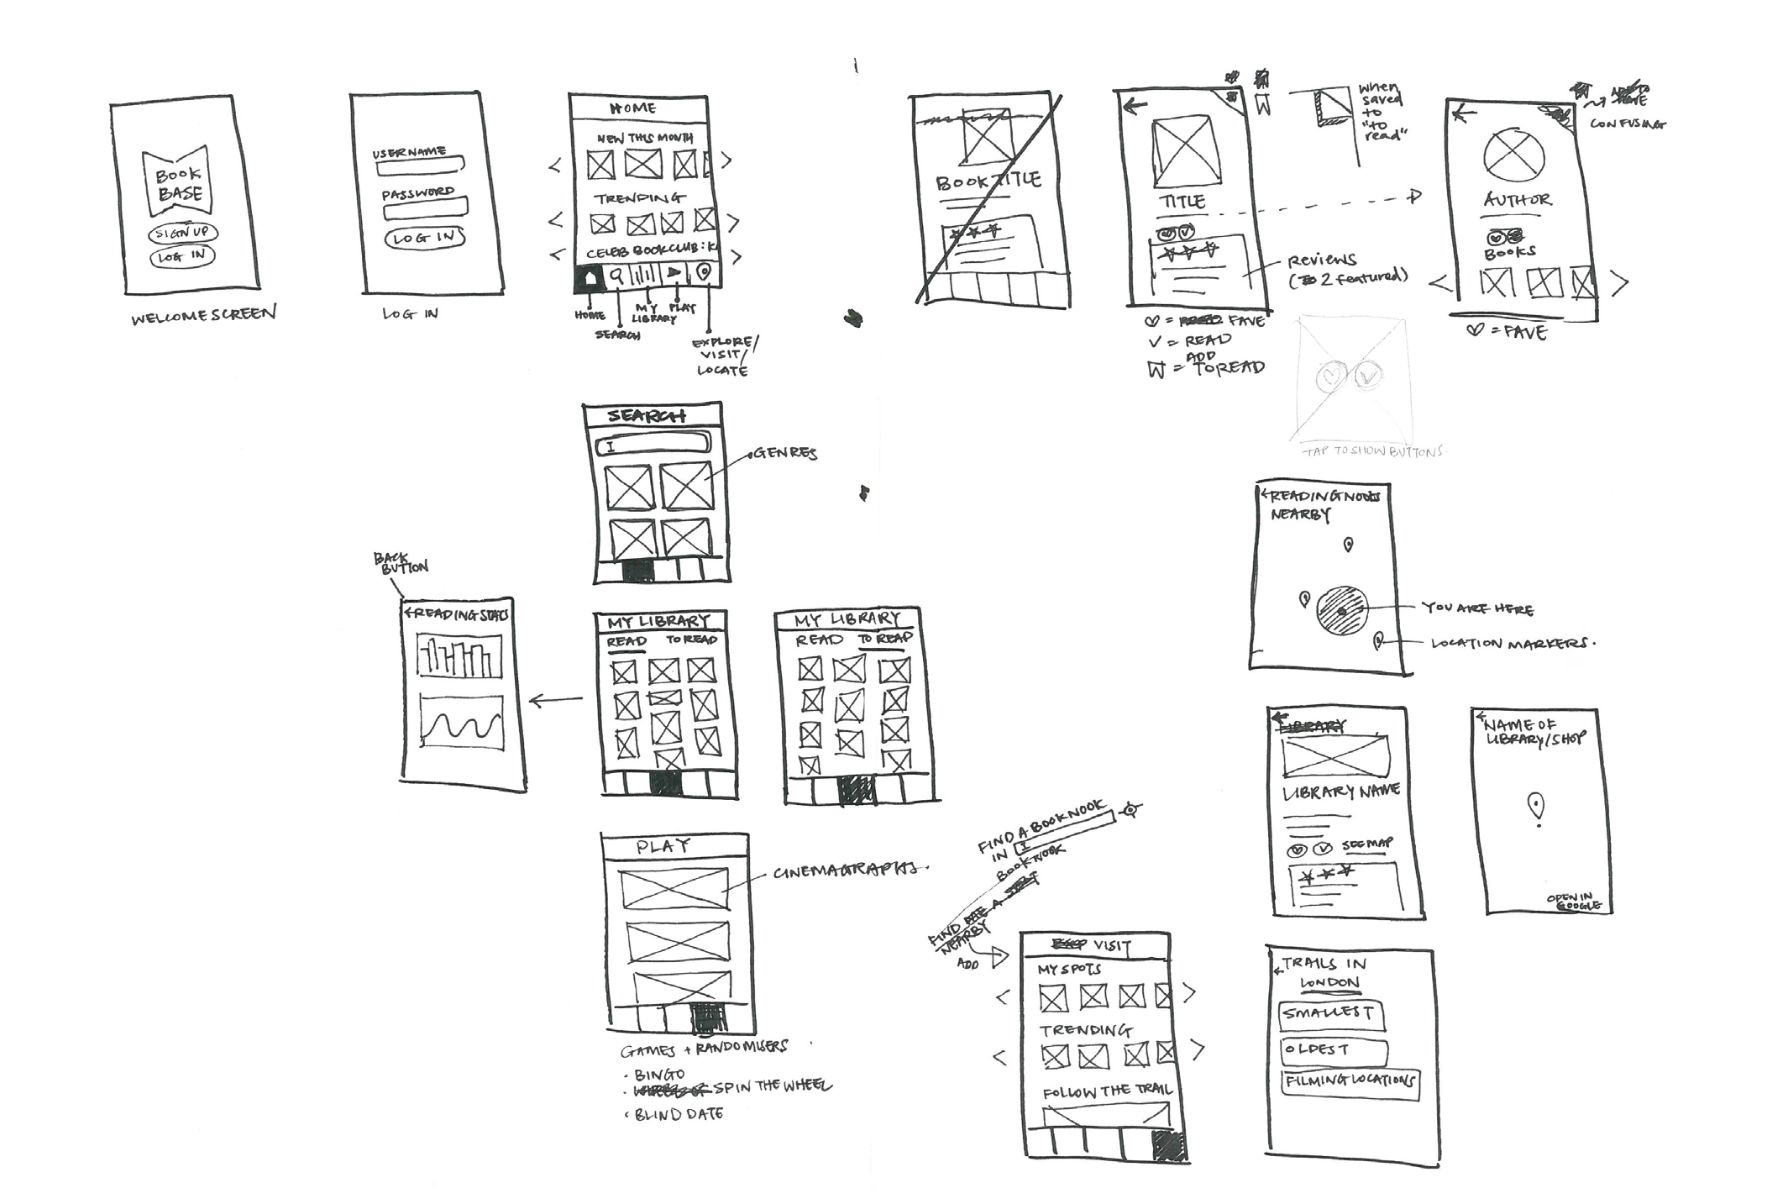 BOOK
BASE
SIGN UP
LOG IN
WELCOME SCREEN
USERNAME
PASSWORD
LOG IN
LOG IN
HOME
NEW THIS MONTH
TRENDING
CELEB BOOKCLUB: K
HOME
SEARCH
MY
LIBRARY
PLAY
EXPLORE/
VISIT/
LOCATE
BOOK TITLE
TITLE
Reviews
(2 featured)
♡ = FAVE
✓ = READ
ADD
= TO READ
when
saved
to
"to
read"
TAP TO SHOW BUTTONS
AUTHOR
BOOKS
CONFUSING
♡ = FAVE
SEARCH
I
GENRES
BACK
BUTTON
←READING STATS
MY LIBRARY
READ TO READ
MY LIBRARY
READ TO READ
PLAY
CINEMAGRAPHS.
GAMES + RANDOMISERS
• BINGO
• SPIN THE WHEEL
• BLIND DATE
←READING NOOKS
NEARBY
YOU ARE HERE
LOCATION MARKERS.
LIBRARY
LIBRARY NAME
SEE MAP
←NAME OF
LIBRARY/SHOP
OPEN IN
GOOGLE
FIND A BOOKNOOK
IN I
BOOKNOOK
FIND A
NEARBY
ADD
VISIT
MY SPOTS
TRENDING
FOLLOW THE TRAIL
TRAILS IN
← LONDON
SMALLEST
OLDEST
FILMING LOCATIONS